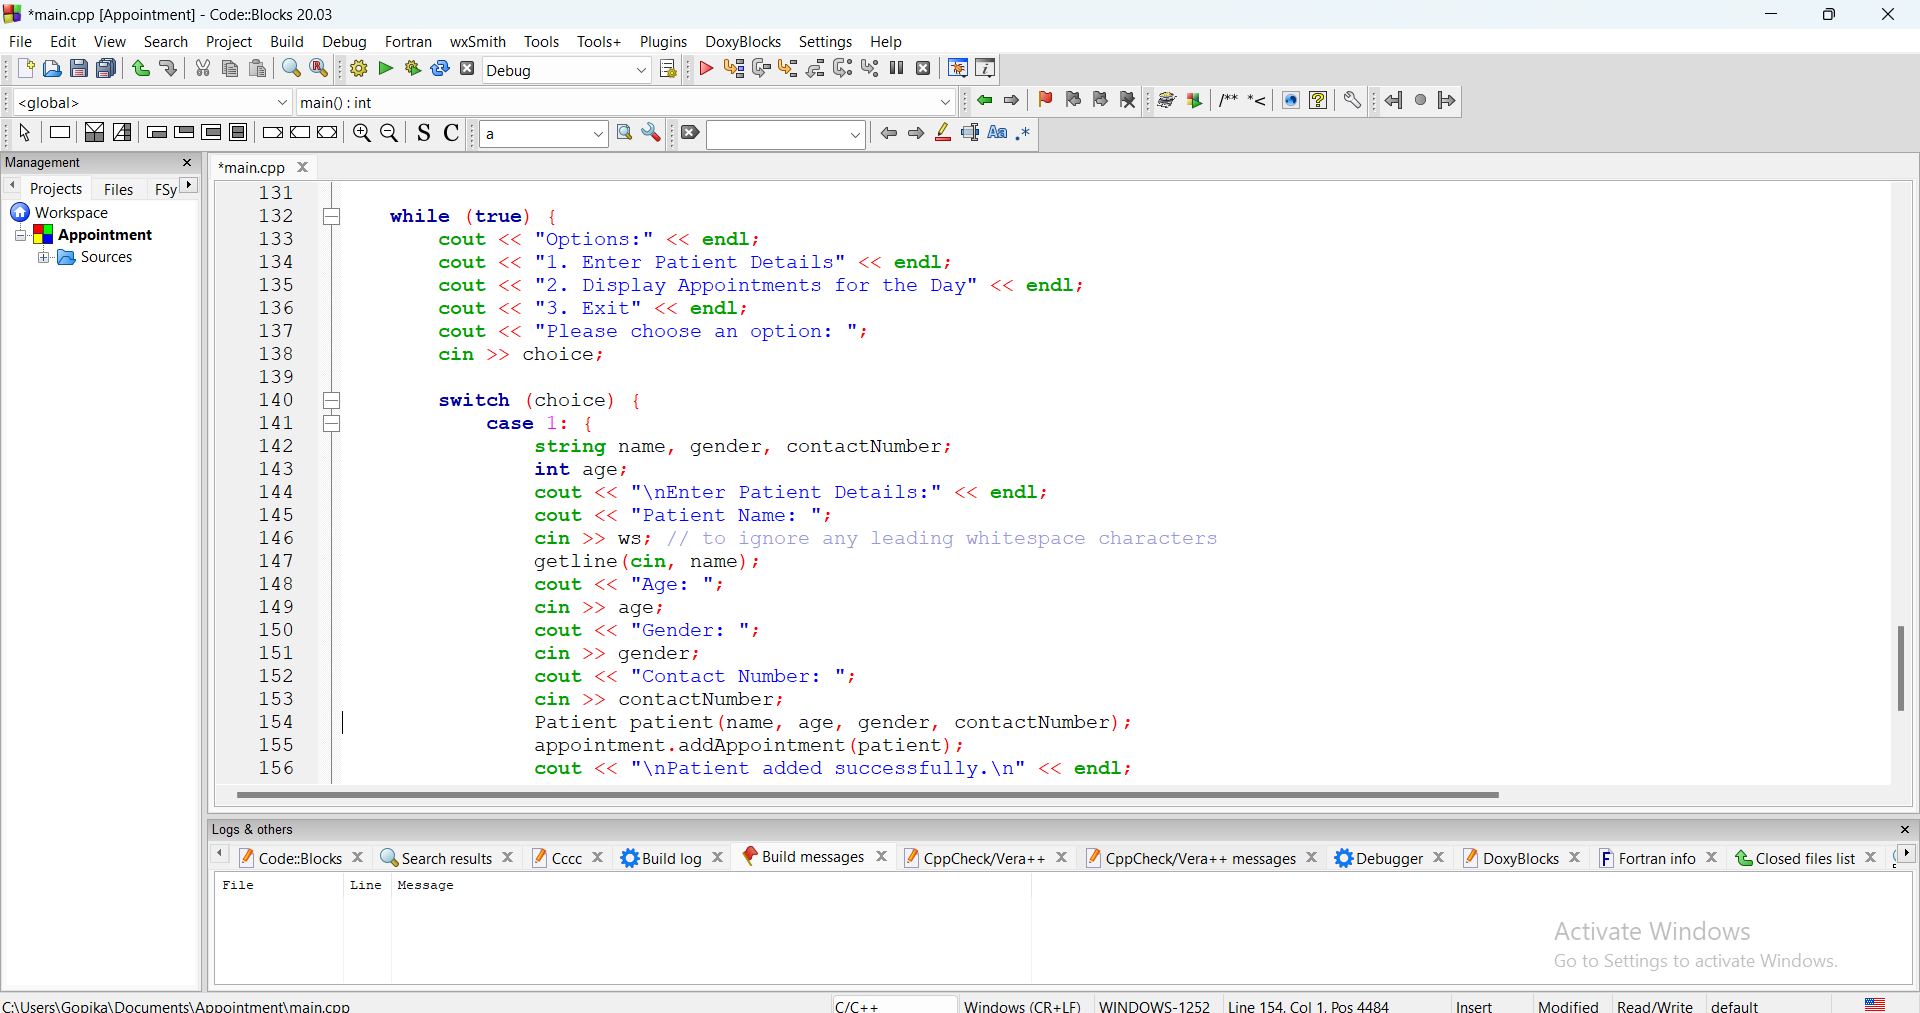 *main.cpp [Appointment] - Code::Blocks 20.03
File Edit View Search Project Build Debug Fortran wxSmith Tools Tools+ Plugins DoxyBlocks Settings Help
Debug
<global> main() : int /** *<
S C a Aa .*
Management
*main.cpp
Projects Files FSy
Workspace
Appointment
Sources
131
132 while (true) {
133 cout << "Options:" << endl;
134 cout << "1. Enter Patient Details" << endl;
135 cout << "2. Display Appointments for the Day" << endl;
136 cout << "3. Exit" << endl;
137 cout << "Please choose an option: ";
138 cin >> choice;
139
140 switch (choice) {
141 case 1: {
142 string name, gender, contactNumber;
143 int age;
144 cout << "\nEnter Patient Details:" << endl;
145 cout << "Patient Name: ";
146 cin >> ws; // to ignore any leading whitespace characters
147 getline(cin, name);
148 cout << "Age: ";
149 cin >> age;
150 cout << "Gender: ";
151 cin >> gender;
152 cout << "Contact Number: ";
153 cin >> contactNumber;
154 Patient patient(name, age, gender, contactNumber);
155 appointment.addAppointment(patient);
156 cout << "\nPatient added successfully.\n" << endl;
Logs & others
Code::Blocks Search results Cccc Build log Build messages CppCheck/Vera++ CppCheck/Vera++ messages Debugger DoxyBlocks Fortran info Closed files list
File Line Message
Activate Windows
Go to Settings to activate Windows.
C:\Users\Gopika\Documents\Appointment\main.cpp C/C++ Windows (CR+LF) WINDOWS-1252 Line 154, Col 1, Pos 4484 Insert Modified Read/Write default